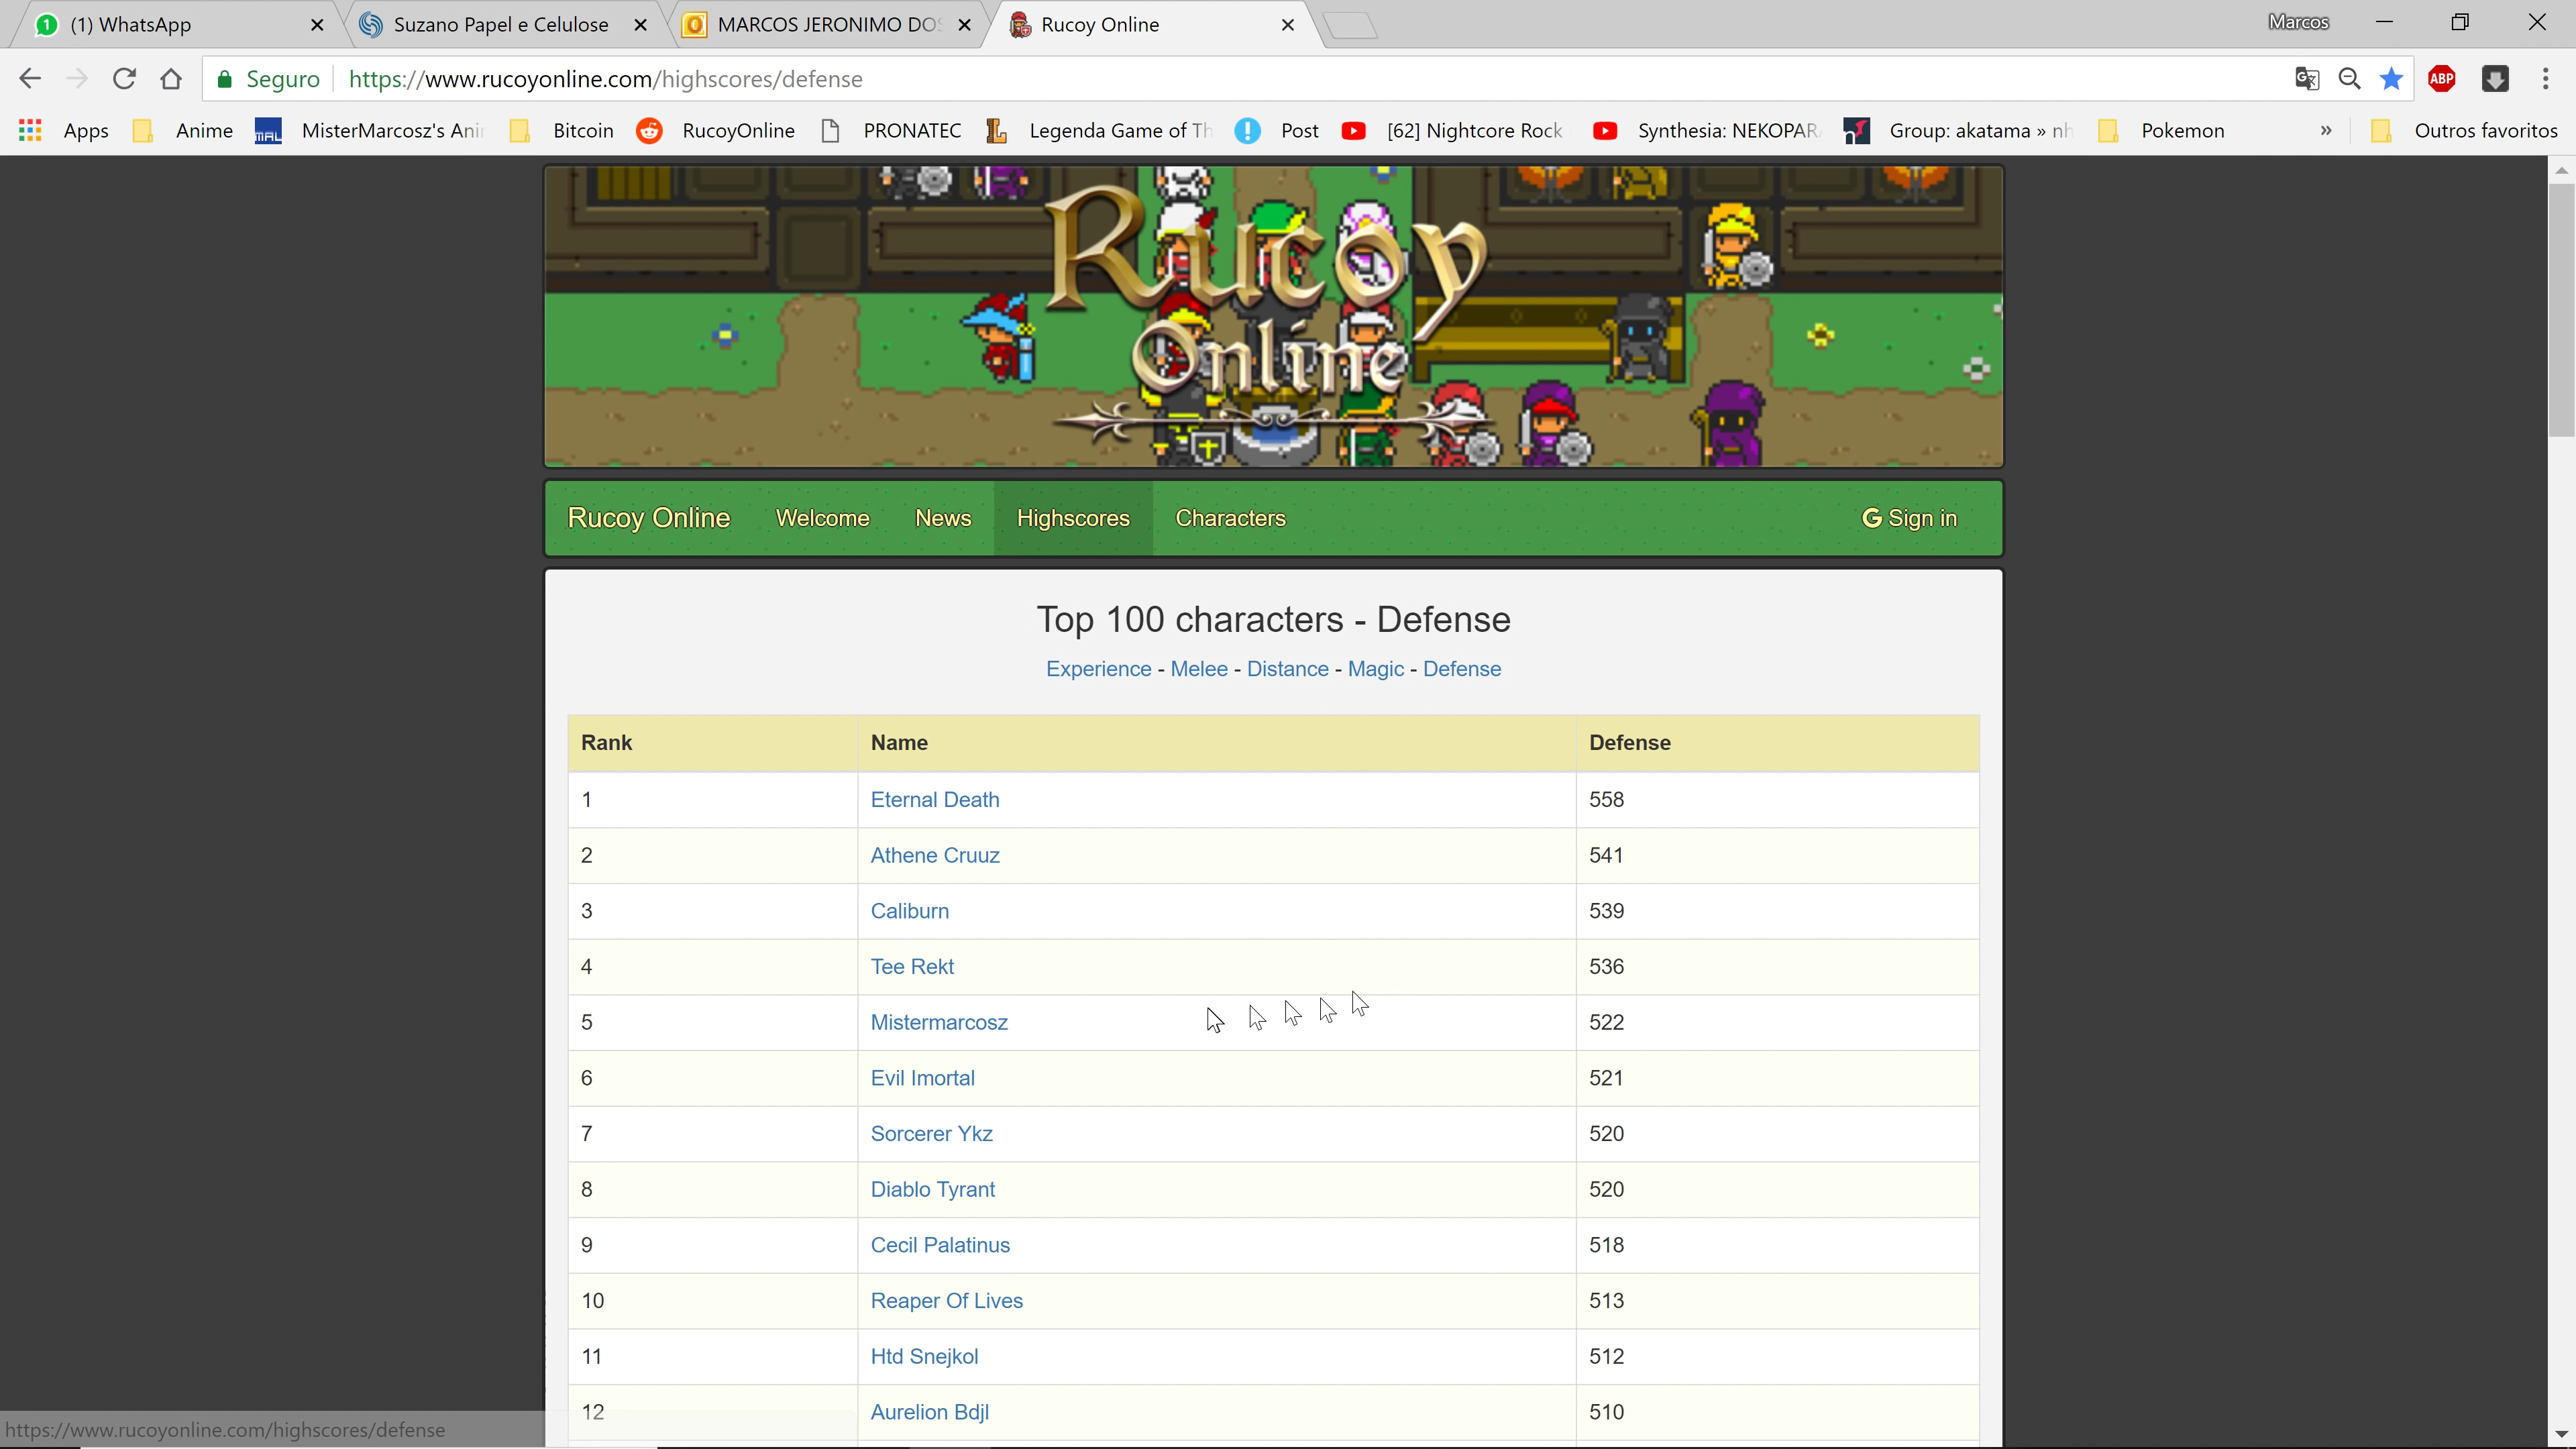 (1) WhatsApp
Suzano Papel e Celulose
MARCOS JERONIMO DOS
Rucoy Online
Marcos
Seguro
https://www.rucoyonline.com/highscores/defense
ABP
Apps
Anime
MAL
MisterMarcosz's Ani
Bitcoin
RucoyOnline
PRONATEC
Legenda Game of Th
Post
[62] Nightcore Rock
Synthesia: NEKOPAR
Group: akatama » nh
Pokemon
»
Outros favoritos
Rucoy
Online
Rucoy Online Welcome News Highscores Characters G Sign in
Top 100 characters - Defense
Experience - Melee - Distance - Magic - Defense
Rank Name Defense
1 Eternal Death 558
2 Athene Cruuz 541
3 Caliburn 539
4 Tee Rekt 536
5 Mistermarcosz 522
6 Evil Imortal 521
7 Sorcerer Ykz 520
8 Diablo Tyrant 520
9 Cecil Palatinus 518
10 Reaper Of Lives 513
11 Htd Snejkol 512
12 Aurelion Bdjl 510
https://www.rucoyonline.com/highscores/defense